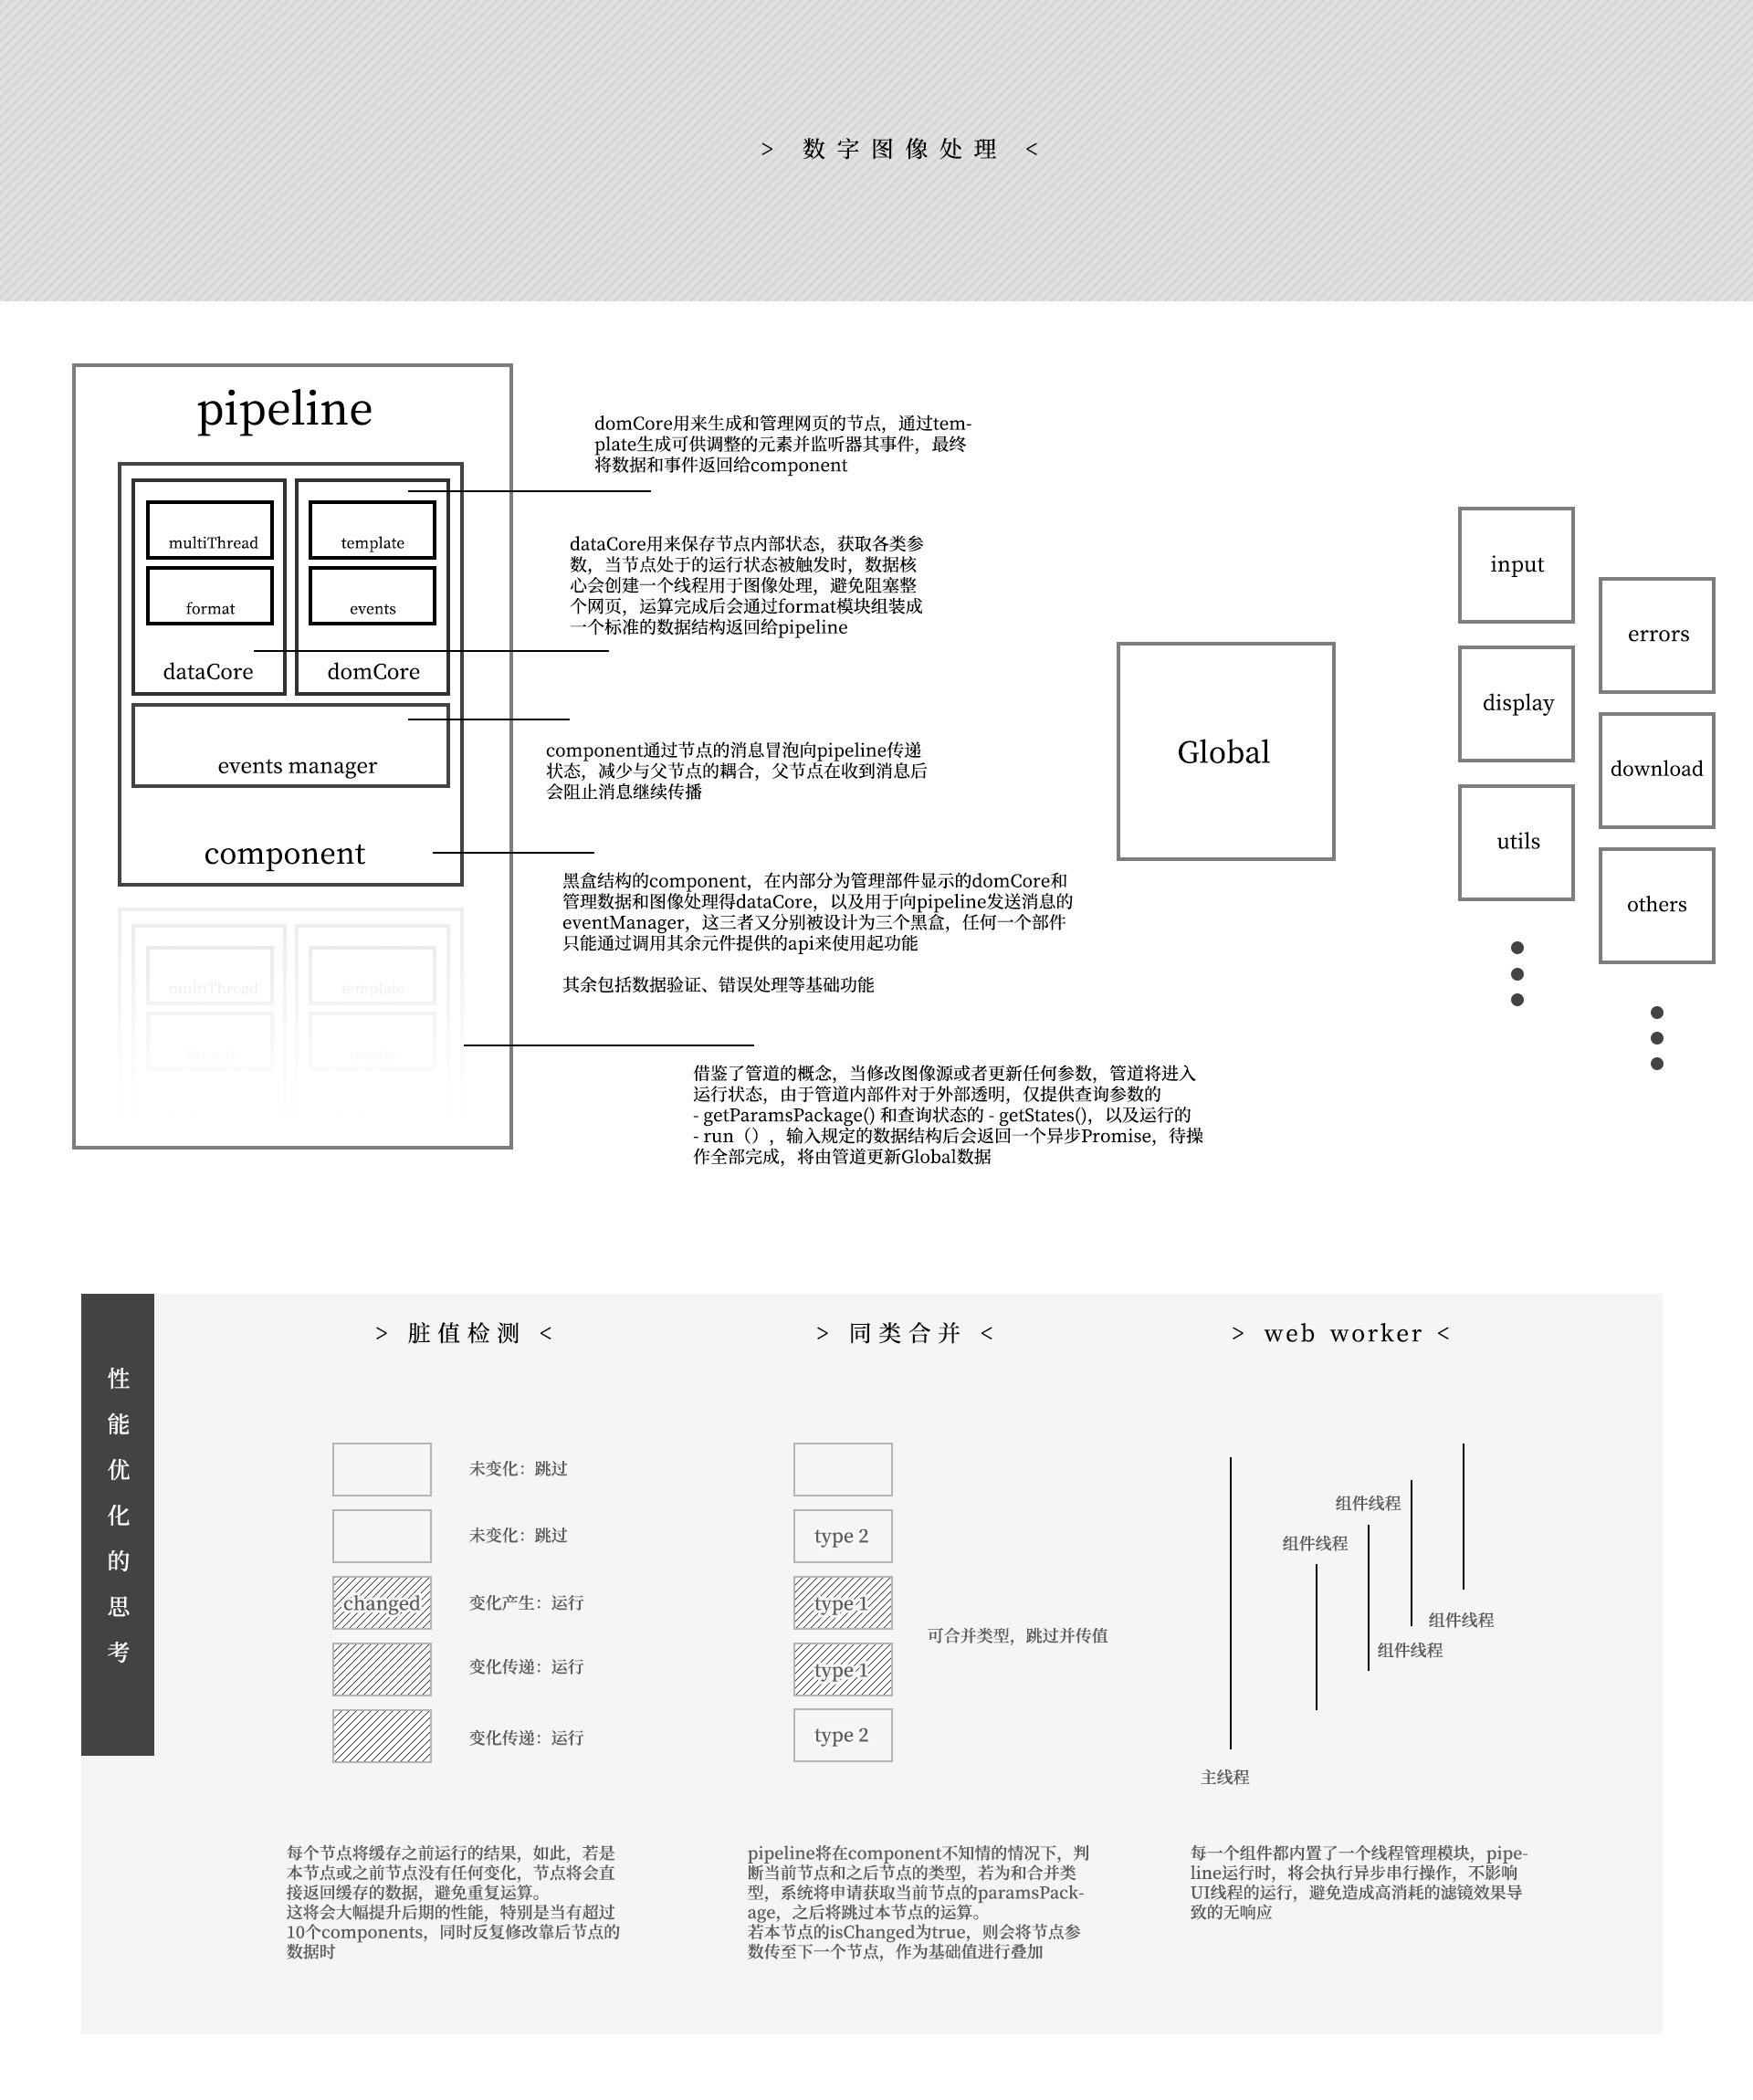 > 数字图像处理 <
pipeline
multiThread
template
format
events
dataCore
domCore
events manager
component
multiThread
template
format
events
domCore用来生成和管理网页的节点，通过tem-
plate生成可供调整的元素并监听器其事件，最终
将数据和事件返回给component
dataCore用来保存节点内部状态，获取各类参
数，当节点处于的运行状态被触发时，数据核
心会创建一个线程用于图像处理，避免阻塞整
个网页，运算完成后会通过format模块组装成
一个标准的数据结构返回给pipeline
component通过节点的消息冒泡向pipeline传递
状态，减少与父节点的耦合，父节点在收到消息后
会阻止消息继续传播
黑盒结构的component，在内部分为管理部件显示的domCore和
管理数据和图像处理得dataCore，以及用于向pipeline发送消息的
eventManager，这三者又分别被设计为三个黑盒，任何一个部件
只能通过调用其余元件提供的api来使用起功能
其余包括数据验证、错误处理等基础功能
借鉴了管道的概念，当修改图像源或者更新任何参数，管道将进入
运行状态，由于管道内部件对于外部透明，仅提供查询参数的
- getParamsPackage() 和查询状态的 - getStates()，以及运行的
- run（），输入规定的数据结构后会返回一个异步Promise，待操
作全部完成，将由管道更新Global数据
Global
input
display
utils
errors
download
others
性能优化的思考
> 脏值检测 <
未变化：跳过
未变化：跳过
changed
变化产生：运行
变化传递：运行
变化传递：运行
每个节点将缓存之前运行的结果，如此，若是
本节点或之前节点没有任何变化，节点将会直
接返回缓存的数据，避免重复运算。
这将会大幅提升后期的性能，特别是当有超过
10个components，同时反复修改靠后节点的
数据时
> 同类合并 <
type 2
type 1
type 1
type 2
可合并类型，跳过并传值
pipeline将在component不知情的情况下，判
断当前节点和之后节点的类型，若为和合并类
型，系统将申请获取当前节点的paramsPack-
age，之后将跳过本节点的运算。
若本节点的isChanged为true，则会将节点参
数传至下一个节点，作为基础值进行叠加
> web worker <
组件线程
组件线程
组件线程
组件线程
主线程
每一个组件都内置了一个线程管理模块，pipe-
line运行时，将会执行异步串行操作，不影响
UI线程的运行，避免造成高消耗的滤镜效果导
致的无响应